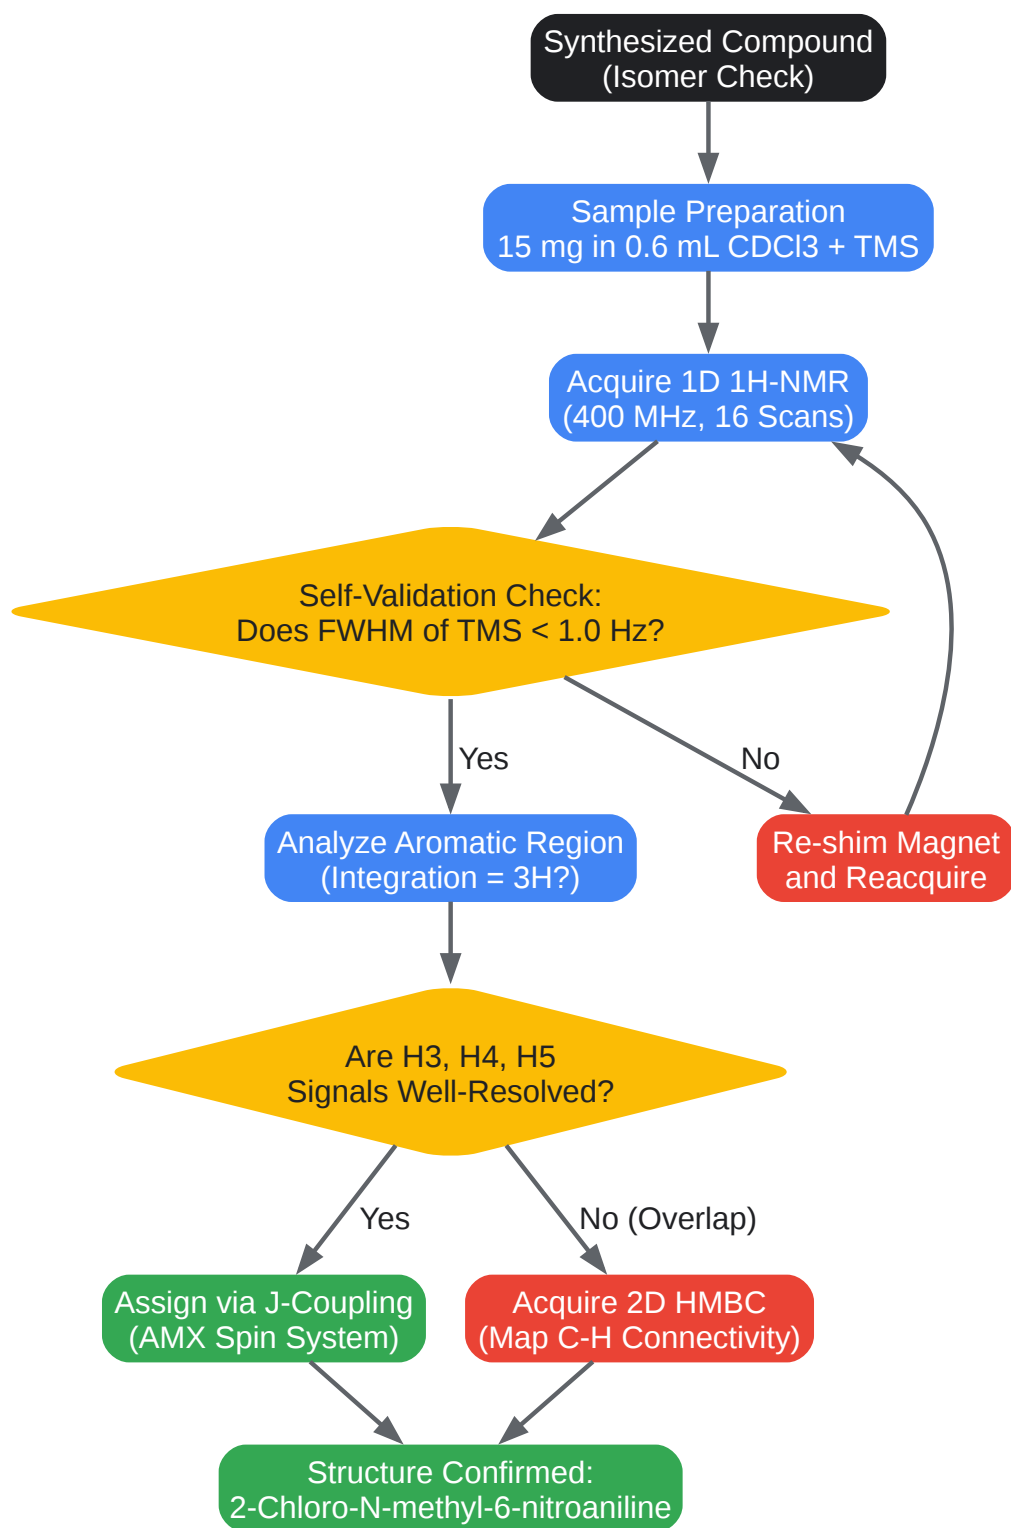 Synthesized Compound
(Isomer Check)
Sample Preparation
15 mg in 0.6 mL CDCl3 + TMS
Acquire 1D 1H-NMR
(400 MHz, 16 Scans)
Self-Validation Check:
Does FWHM of TMS < 1.0 Hz?
Yes
No
Analyze Aromatic Region
(Integration = 3H?)
Re-shim Magnet
and Reacquire
Are H3, H4, H5
Signals Well-Resolved?
Yes
No (Overlap)
Assign via J-Coupling
(AMX Spin System)
Acquire 2D HMBC
(Map C-H Connectivity)
Structure Confirmed:
2-Chloro-N-methyl-6-nitroaniline